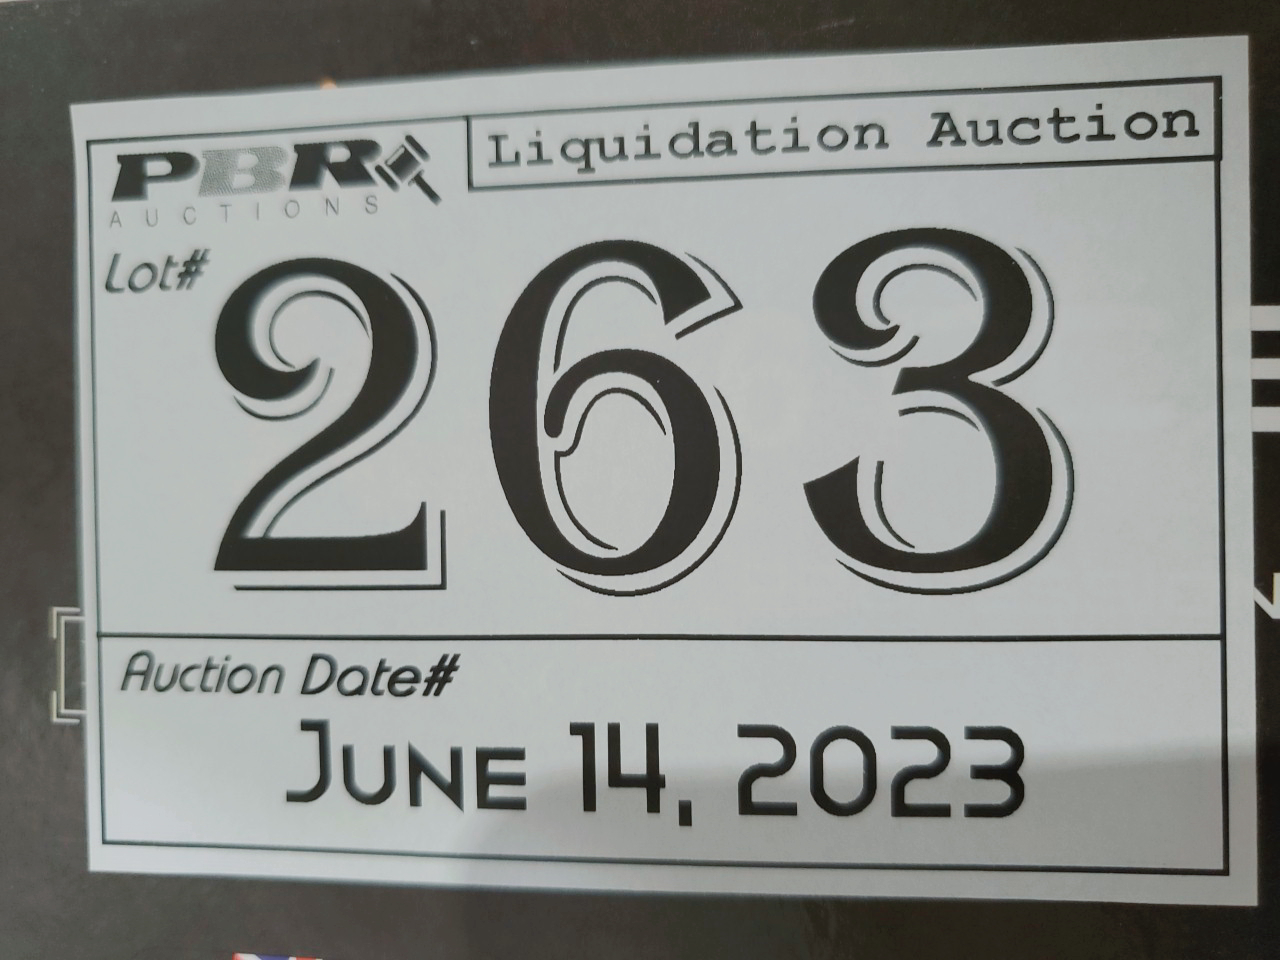 PBR
AUCTIONS
Liquidation Auction
Lot#
263
Auction Date#
June 14, 2023